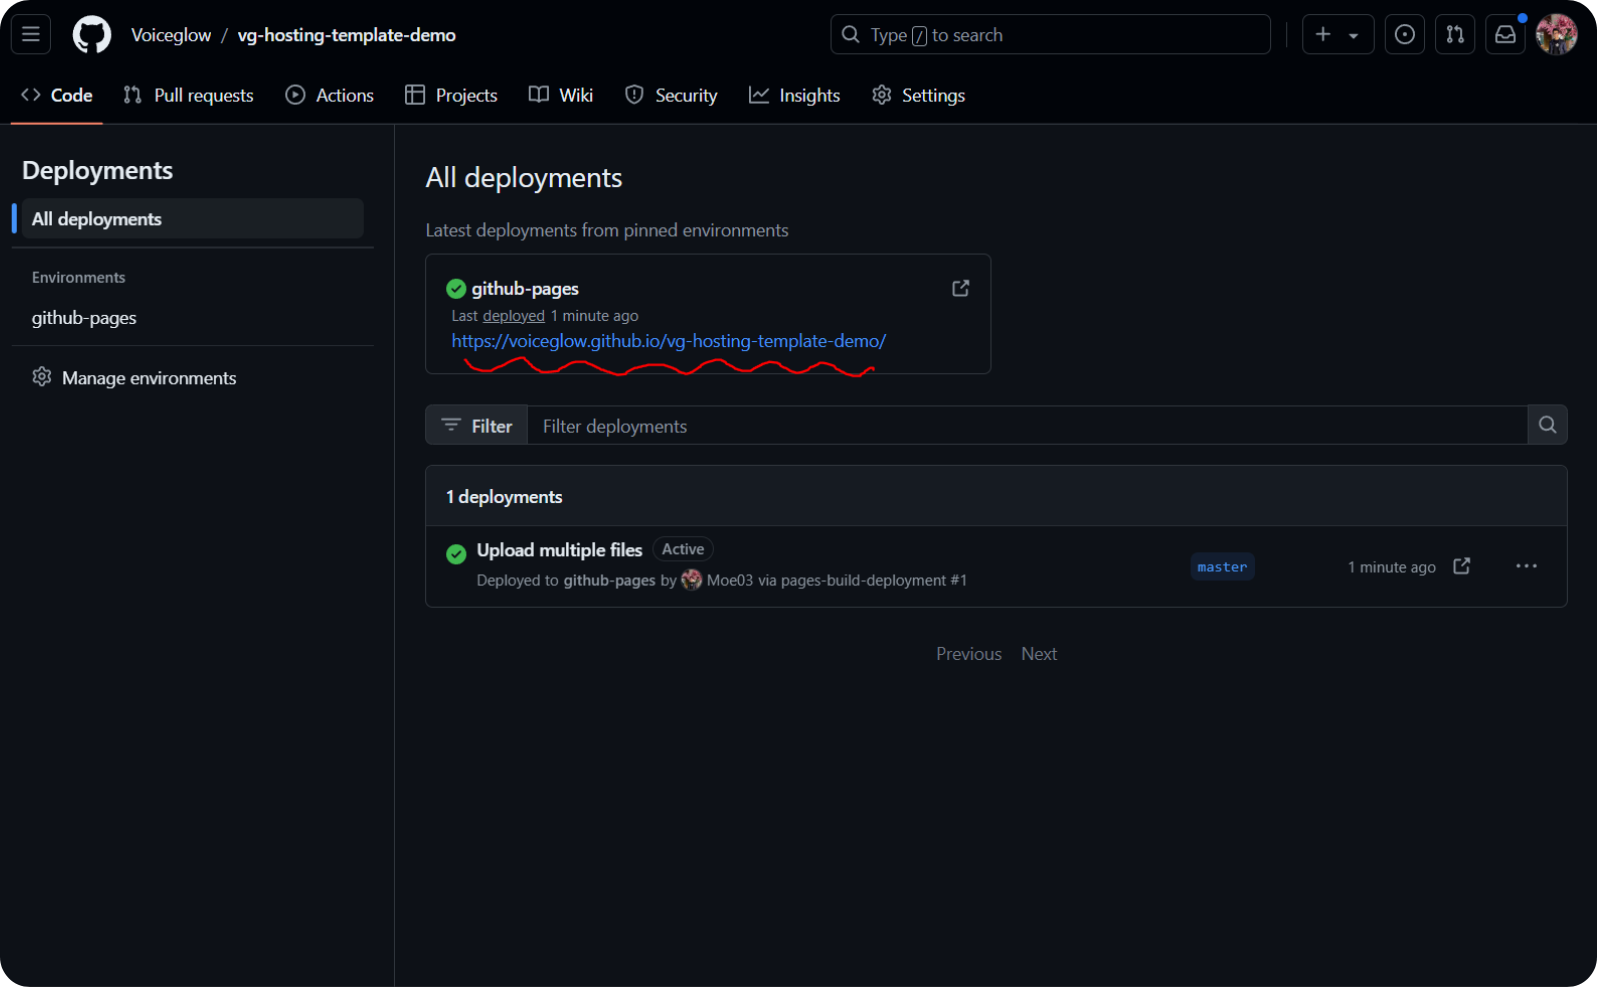 Voiceglow / vg-hosting-template-demo
Type / to search
Code Pull requests Actions Projects Wiki Security Insights Settings
Deployments
All deployments
Environments
github-pages
Manage environments
All deployments
Latest deployments from pinned environments
github-pages
Last deployed 1 minute ago
https://voiceglow.github.io/vg-hosting-template-demo/
Filter Filter deployments
1 deployments
Upload multiple files Active
Deployed to github-pages by Moe03 via pages-build-deployment #1
master 1 minute ago
Previous Next